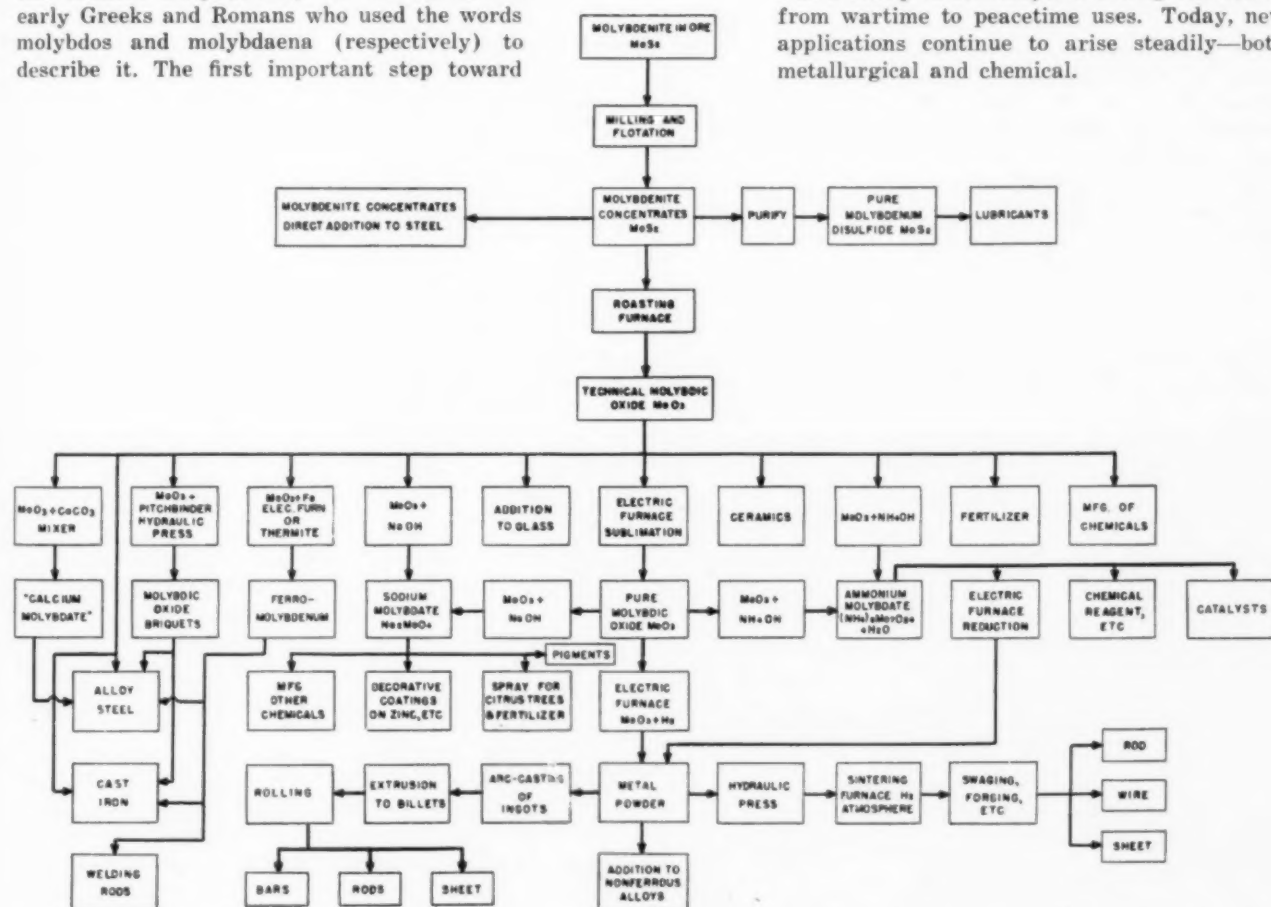 early Greeks and Romans who used the words
molybdos and molybdaena (respectively) to
describe it. The first important step toward
from wartime to peacetime uses. Today,
applications continue to arise steadily—
metallurgical and chemical.
MOLYBDENITE IN ORE
MoS₂
MILLING AND
FLOTATION
MOLYBDENITE CONCENTRATES
DIRECT ADDITION TO STEEL
MOLYBDENITE
CONCENTRATES
MoS₂
PURIFY
PURE
MOLYBDENUM
DISULFIDE MoS₂
LUBRICANTS
ROASTING
FURNACE
TECHNICAL MOLYBDIC
OXIDE MoO₃
MoO₃+CaCO₃
MIXER
MoO₃+
PITCHBINDER
HYDRAULIC
PRESS
MoO₃+Fe
ELEC. FURN
OR
THERMITE
MoO₃+
NaOH
ADDITION
TO GLASS
ELECTRIC
FURNACE
SUBLIMATION
CERAMICS
MoO₃+NH₄OH
FERTILIZER
MFG. OF
CHEMICALS
"CALCIUM
MOLYBDATE"
MOLYBDIC
OXIDE
BRIQUETS
FERRO-
MOLYBDENUM
SODIUM
MOLYBDATE
Na₂MoO₄
MoO₃+
NaOH
PURE
MOLYBDIC
OXIDE MoO₃
MoO₃+
NH₄OH
AMMONIUM
MOLYBDATE
ELECTRIC
FURNACE
REDUCTION
CHEMICAL
REAGENT,
ETC
CATALYSTS
PIGMENTS
ALLOY
STEEL
MFG
OTHER
CHEMICALS
DECORATIVE
COATINGS
ON ZINC, ETC
SPRAY FOR
CITRUS TREES
& FERTILIZER
ELECTRIC
FURNACE
MoO₃+H₂
CAST
IRON
ROLLING
EXTRUSION
TO BILLETS
ARC-CASTING
OF
INGOTS
METAL
POWDER
HYDRAULIC
PRESS
SINTERING
FURNACE H₂
ATMOSPHERE
SWAGING,
FORGING,
ETC
ROD
WIRE
SHEET
WELDING
RODS
BARS
RODS
SHEET
ADDITION TO
NONFERROUS
ALLOYS